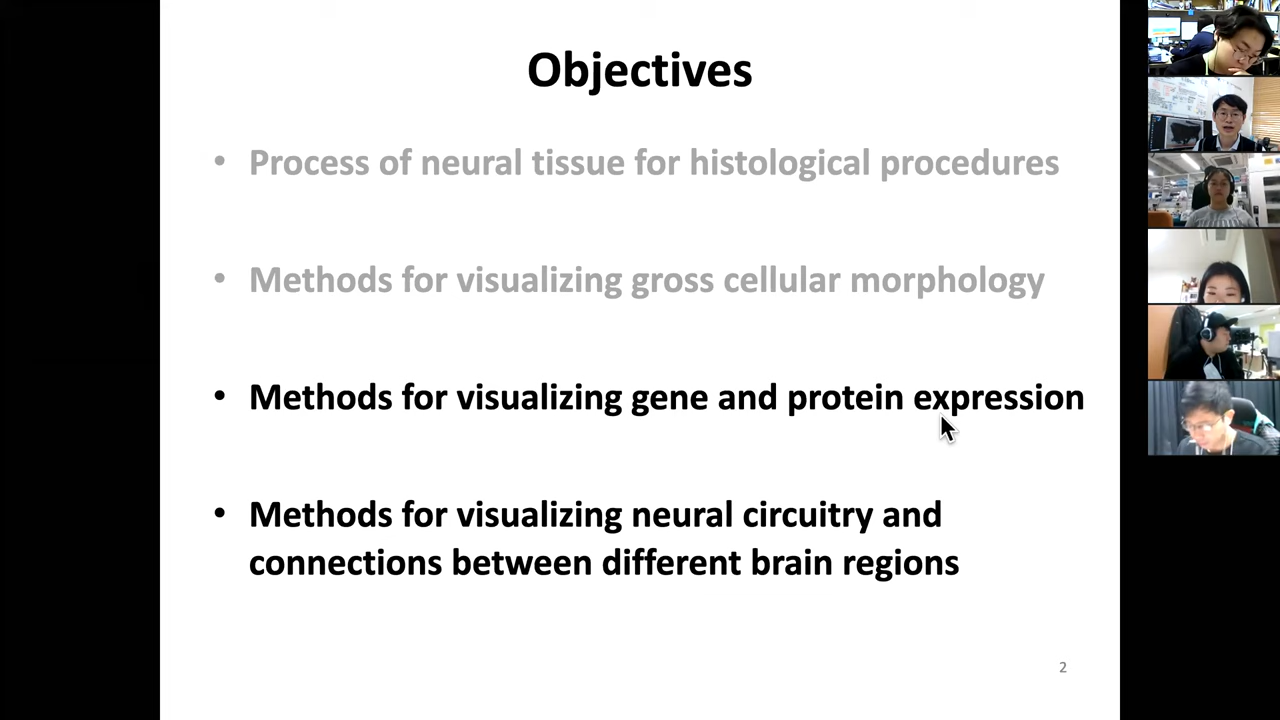 Objectives
• Process of neural tissue for histological procedures
• Methods for visualizing gross cellular morphology
• Methods for visualizing gene and protein expression
• Methods for visualizing neural circuitry and
connections between different brain regions
2